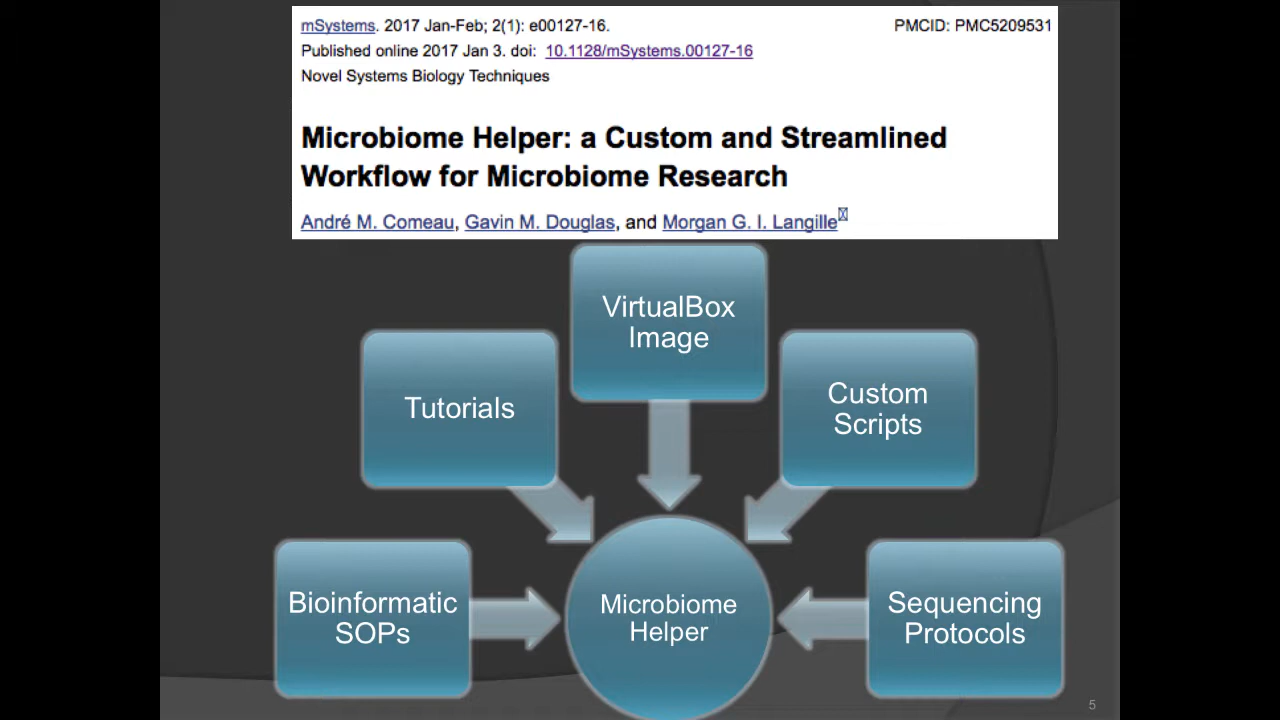 mSystems. 2017 Jan-Feb; 2(1): e00127-16.
PMCID: PMC5209531
Published online 2017 Jan 3. doi: 10.1128/mSystems.00127-16
Novel Systems Biology Techniques
Microbiome Helper: a Custom and Streamlined
Workflow for Microbiome Research
André M. Comeau, Gavin M. Douglas, and Morgan G. I. Langille
VirtualBox
Image
Tutorials
Custom
Scripts
Bioinformatic
SOPs
Microbiome
Helper
Sequencing
Protocols
5